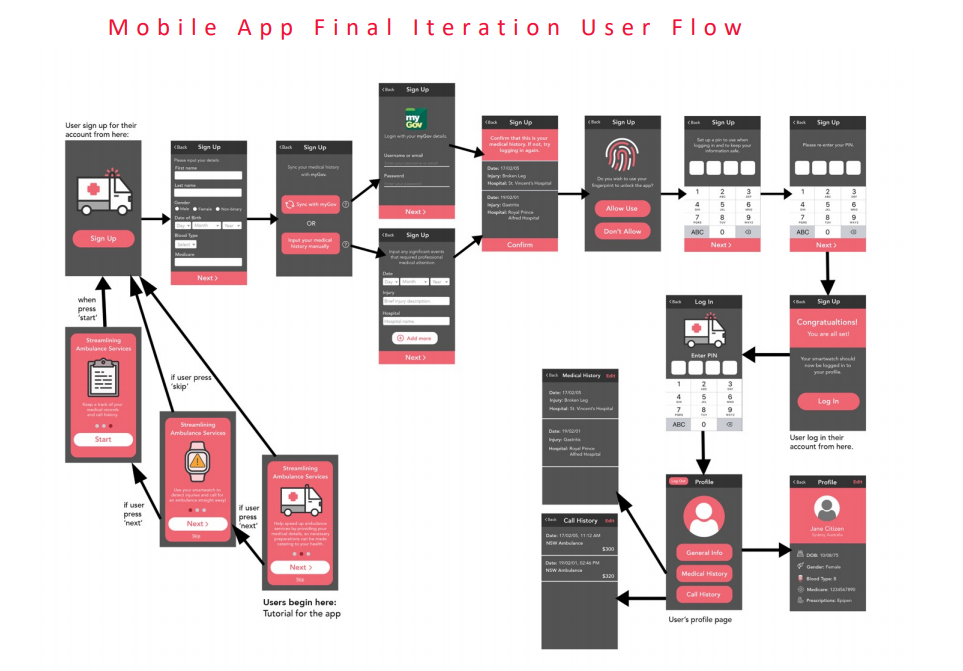 Mobile App Final Iteration User Flow
User sign up for their
account from here:
Sign Up
<Back Sign Up
Please input your details
First name
Last name
Gender
Male Female Non-binary
Date of Birth
Day Month Year
Blood Type
Select
Medicare
Next >
<Back Sign Up
Sync your medical history
with myGov.
Sync with myGov
?
OR
Input your medical
history manually
?
<Back Sign Up
my
GOV
Login with your myGov details.
Username or email
Password
Next >
<Back Sign Up
Input any significant events
that required professional
medical attention.
Date
Day Month Year
Injury
Brief injury description
Hospital
Hospital name
Add more
Next >
<Back Sign Up
Confirm that this is your
medical history. If not, try
logging in again.
Date: 17/02/05
Injury: Broken Leg
Hospital: St. Vincent's Hospital
Date: 19/02/01
Injury: Gastritis
Hospital: Royal Prince
Alfred Hospital
Confirm
<Back Sign Up
Do you wish to use your
fingerprint to unlock the app?
Allow Use
Don't Allow
<Back Sign Up
Set up a pin to use when
logging in and to keep your
information safe.
1 2 3
4 5 6
7 8 9
ABC 0
Next >
<Back Sign Up
Please re-enter your PIN.
1 2 3
4 5 6
7 8 9
ABC 0
Next >
<Back Sign Up
Congratualtions!
You are all set!
Your smartwatch should
now be logged in to
your profile.
Log In
User log in their
account from here.
<Back Log In
Enter PIN
1 2 3
4 5 6
7 8 9
ABC 0
when
press
'start'
Streamlining
Ambulance Services
Keep a track of your
medical records
and call history.
Start
if user press
'skip'
Streamlining
Ambulance Services
Use your smartwatch to
detect injuries and call for
an ambulance straight away!
Next >
Skip
if user
press
'next'
if user
press
'next'
Streamlining
Ambulance Services
Help speed up ambulance
services by providing your
medical details, so necessary
preparations can be made
catering to your health.
Next >
Skip
Users begin here:
Tutorial for the app
<Back Medical History Edit
Date: 17/02/05
Injury: Broken Leg
Hospital: St. Vincent's Hospital
Date: 19/02/01
Injury: Gastritis
Hospital: Royal Prince
Alfred Hospital
<Back Call History Edit
Date: 17/02/05, 11:12 AM
NSW Ambulance
$300
Date: 19/02/01, 02:46 PM
NSW Ambulance
$320
Log Out Profile
General Info
Medical History
Call History
User's profile page
<Back Profile Edit
Jane Citizen
Sydney, Australia
DOB: 10/08/75
Gender: Female
Blood Type: B
Medicare: 1234567895
Prescriptions: Epipen